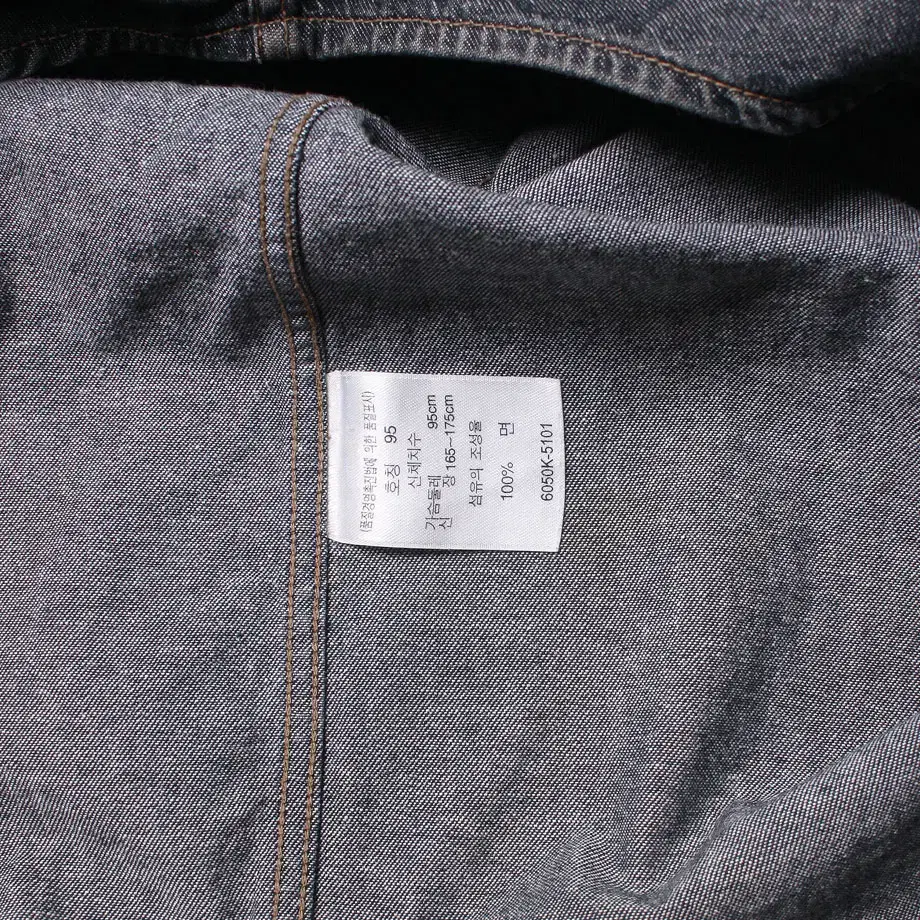 (품질경영촉진법에 의한 품질표시)
호칭 95
신체치수
가슴둘레 95cm
신 장 165~175cm
섬유의 조성율
100% 면
6050K-5101